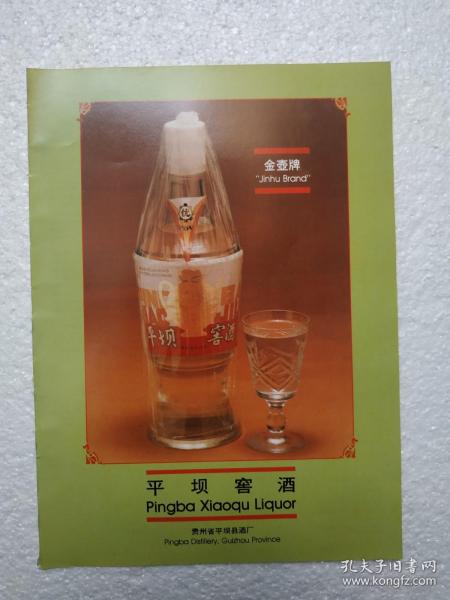 金壶牌
"Jinhu Brand"
平坝 窖酒
平坝窖酒
Pingba Xiaoqu Liquor
贵州省平坝县酒厂
Pingba Distillery, Guizhou Province
孔夫子旧书网
www.kongfz.com